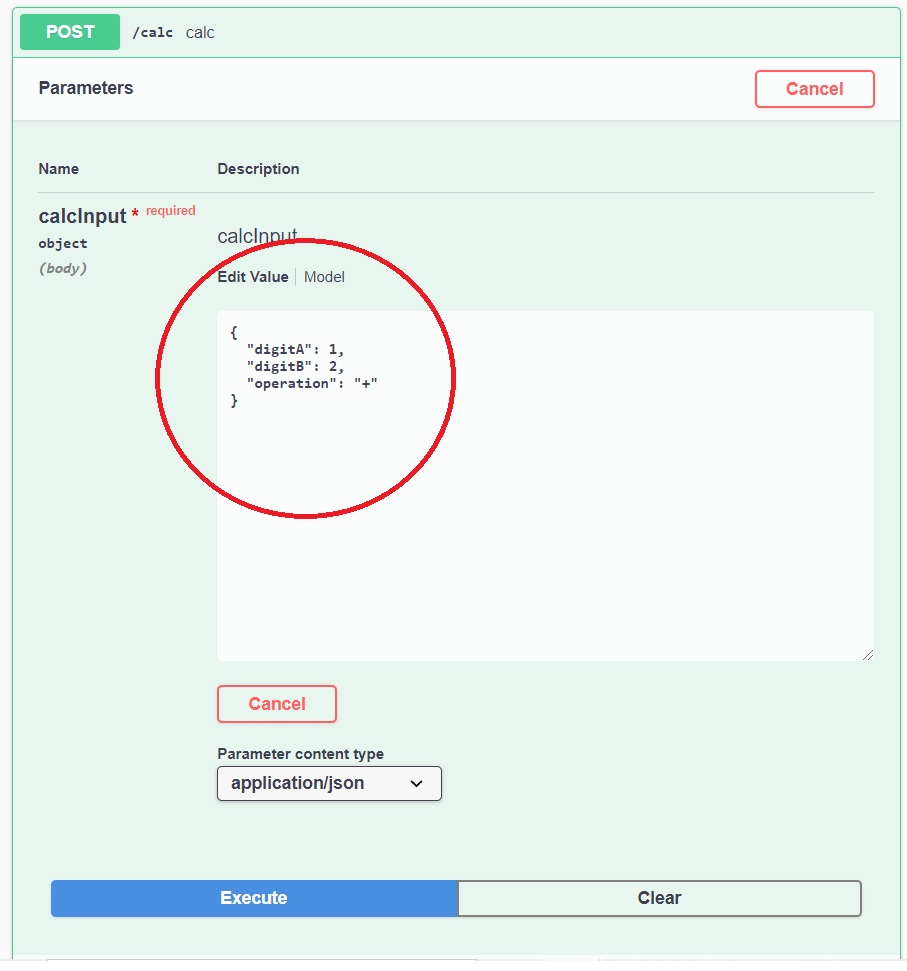 POST /calc calc
Parameters Cancel
Name Description
calcInput * required
object
(body)
calcInput
Edit Value | Model
{
  "digitA": 1,
  "digitB": 2,
  "operation": "+"
}
Cancel
Parameter content type
application/json
Execute Clear